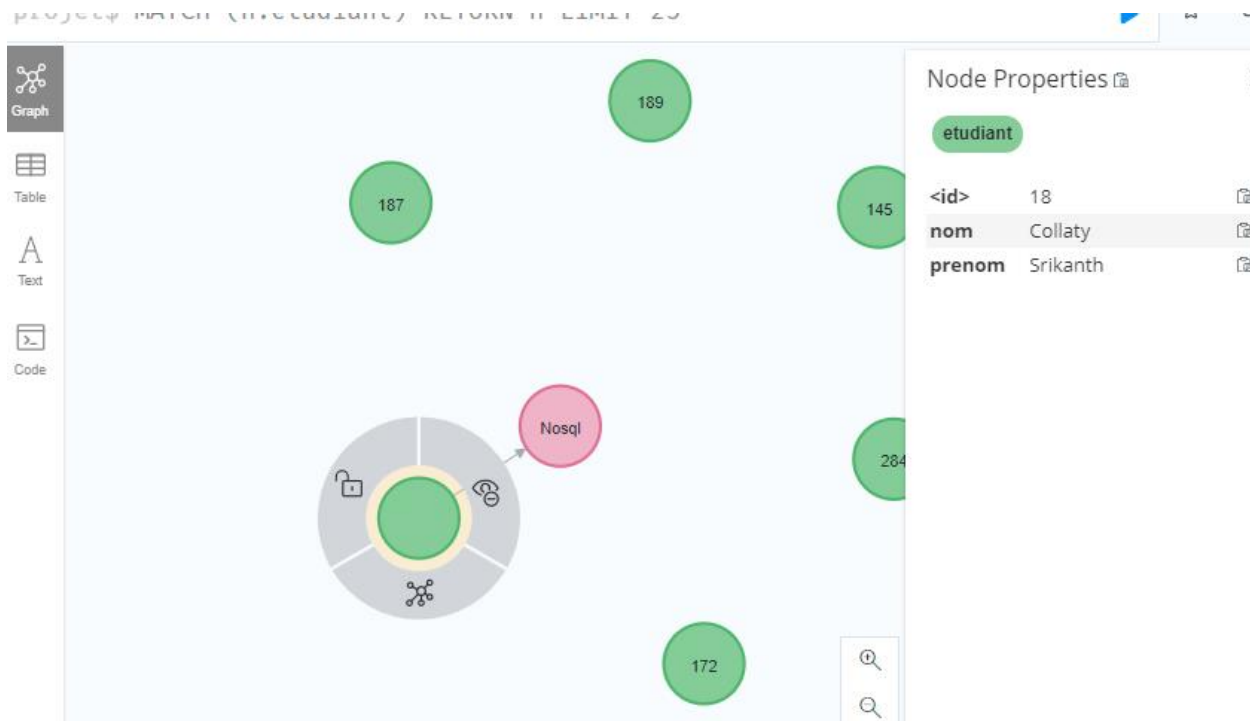 projet$ MATCH (n:etudiant) RETURN n LIMIT 25
Graph
Table
Text
Code
189
187
145
Nosql
284
172
Node Properties
etudiant
<id> 18
nom Collaty
prenom Srikanth